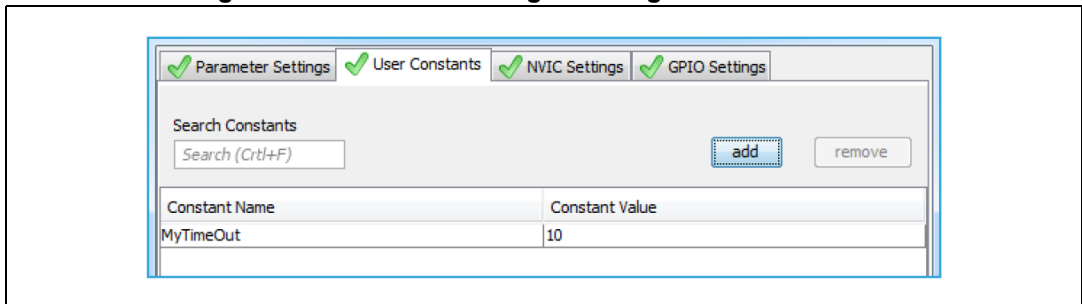 Parameter Settings User Constants NVIC Settings GPIO Settings
Search Constants
Search (Crtl+F) add remove
Constant Name Constant Value
MyTimeOut 10